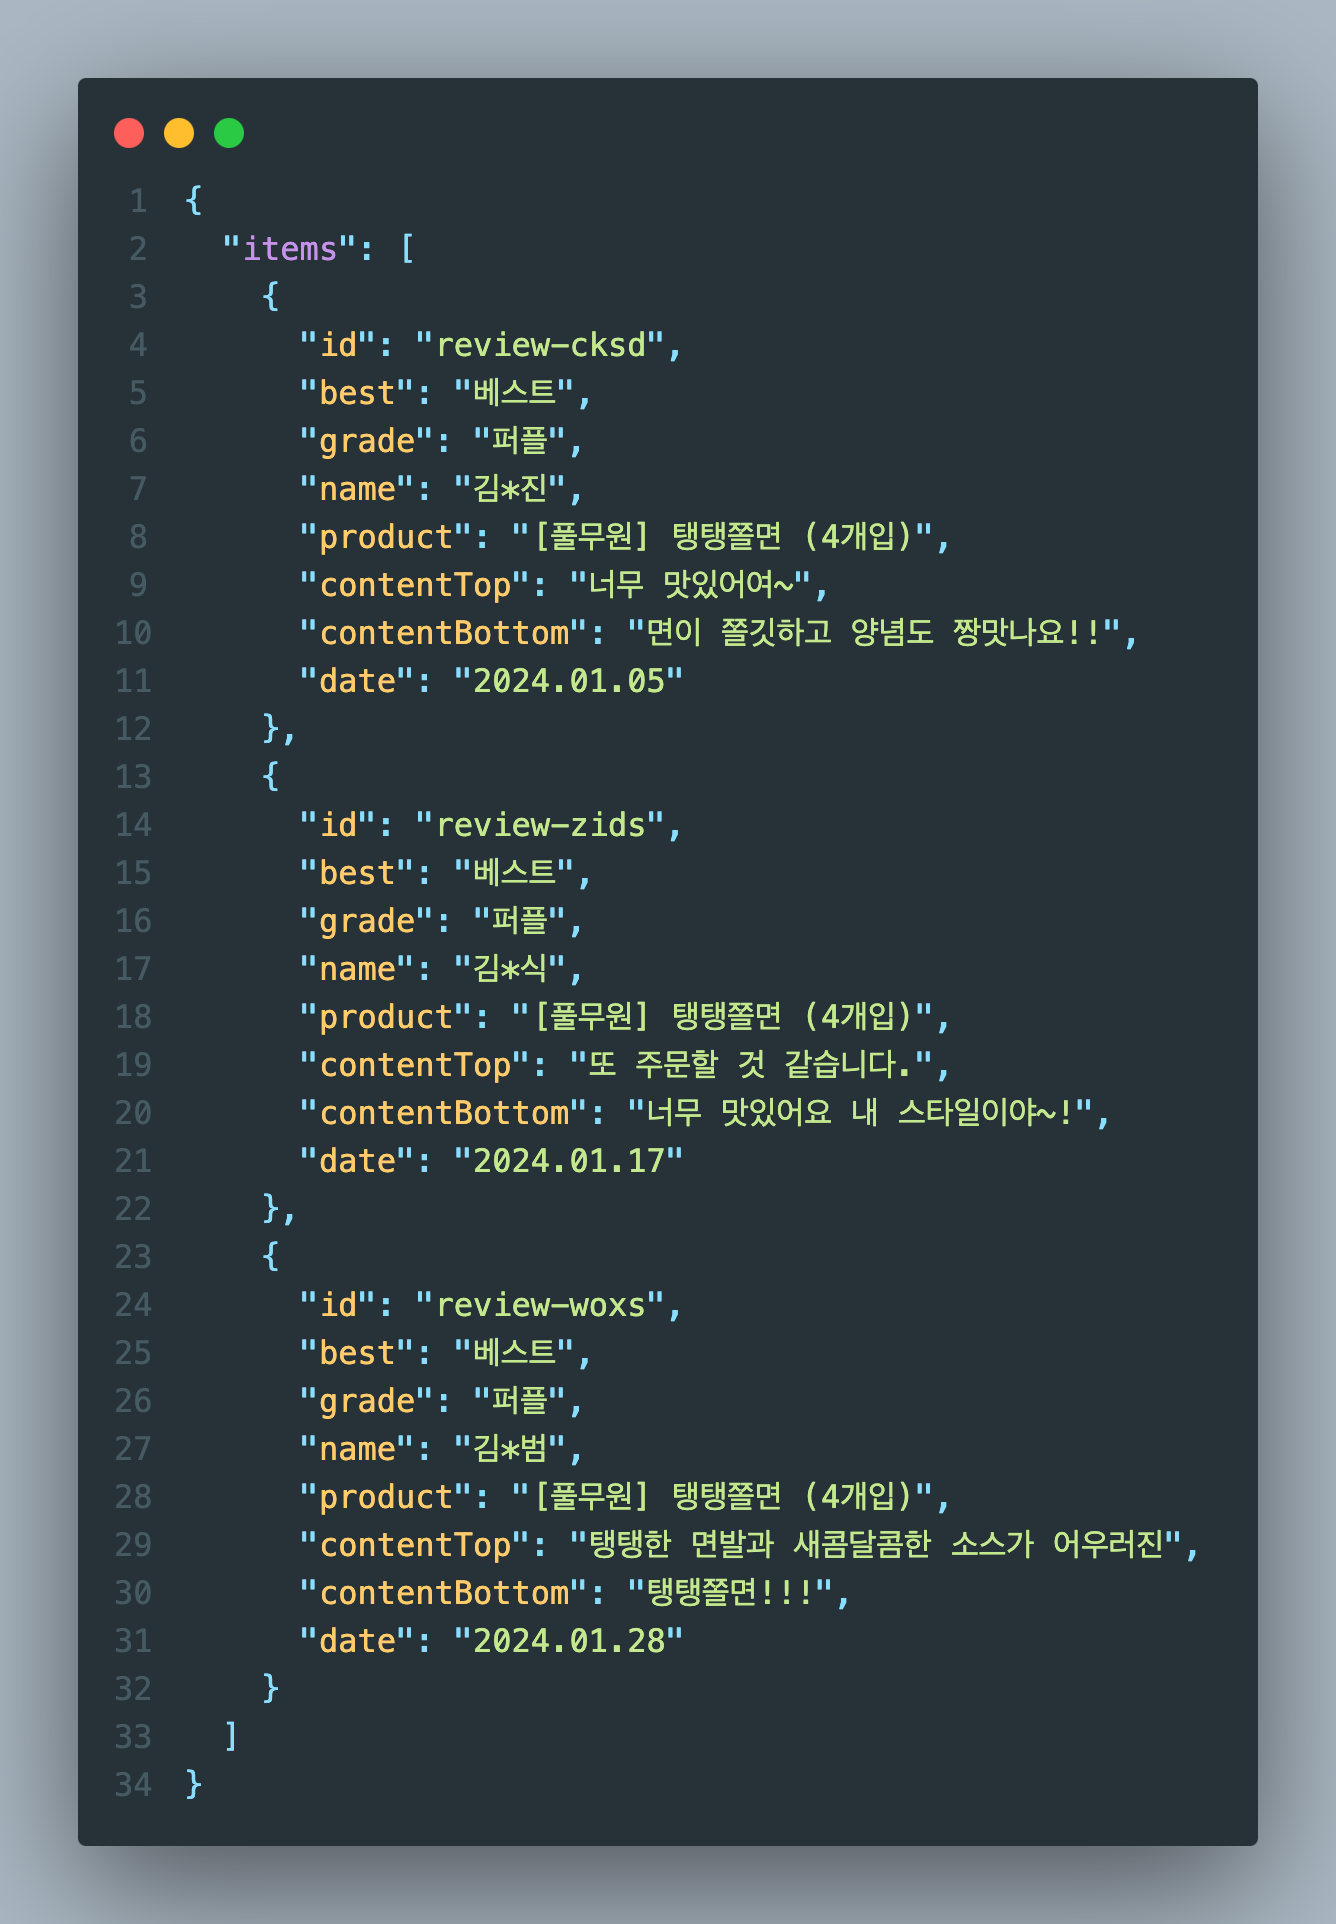 1 {
2   "items": [
3     {
4       "id": "review-cksd",
5       "best": "베스트",
6       "grade": "퍼플",
7       "name": "김*진",
8       "product": "[풀무원] 탱탱쫄면 (4개입)",
9       "contentTop": "너무 맛있어여~",
10       "contentBottom": "면이 쫄깃하고 양념도 짱맛나요!!",
11       "date": "2024.01.05"
12     },
13     {
14       "id": "review-zids",
15       "best": "베스트",
16       "grade": "퍼플",
17       "name": "김*식",
18       "product": "[풀무원] 탱탱쫄면 (4개입)",
19       "contentTop": "또 주문할 것 같습니다.",
20       "contentBottom": "너무 맛있어요 내 스타일이야~!",
21       "date": "2024.01.17"
22     },
23     {
24       "id": "review-woxs",
25       "best": "베스트",
26       "grade": "퍼플",
27       "name": "김*범",
28       "product": "[풀무원] 탱탱쫄면 (4개입)",
29       "contentTop": "탱탱한 면발과 새콤달콤한 소스가 어우러진",
30       "contentBottom": "탱탱쫄면!!!",
31       "date": "2024.01.28"
32     }
33   ]
34 }